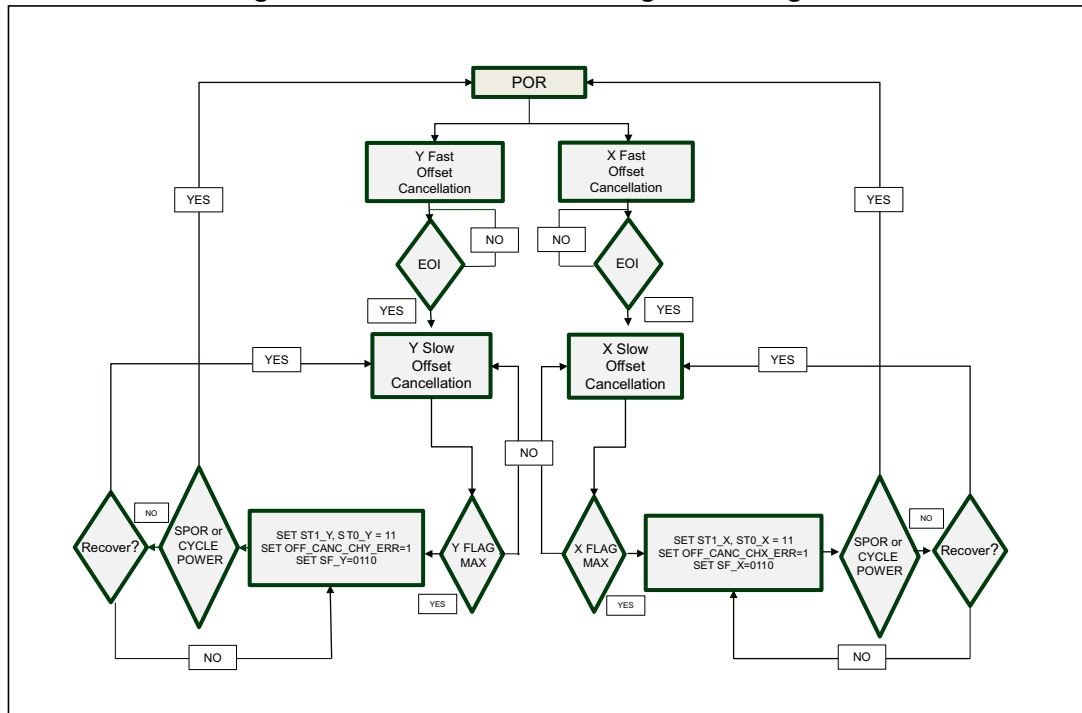 POR
Y Fast
Offset
Cancellation
X Fast
Offset
Cancellation
YES
YES
NO
NO
EOI
EOI
YES
YES
Y Slow
Offset
Cancellation
X Slow
Offset
Cancellation
YES
YES
NO
Recover?
NO
SPOR or
CYCLE
POWER
SET ST1_Y, ST0_Y = 11
SET OFF_CANC_CHY_ERR=1
SET SF_Y=0110
Y FLAG
MAX
YES
X FLAG
MAX
YES
SET ST1_X, ST0_X = 11
SET OFF_CANC_CHX_ERR=1
SET SF_X=0110
SPOR or
CYCLE
POWER
NO
Recover?
NO
NO